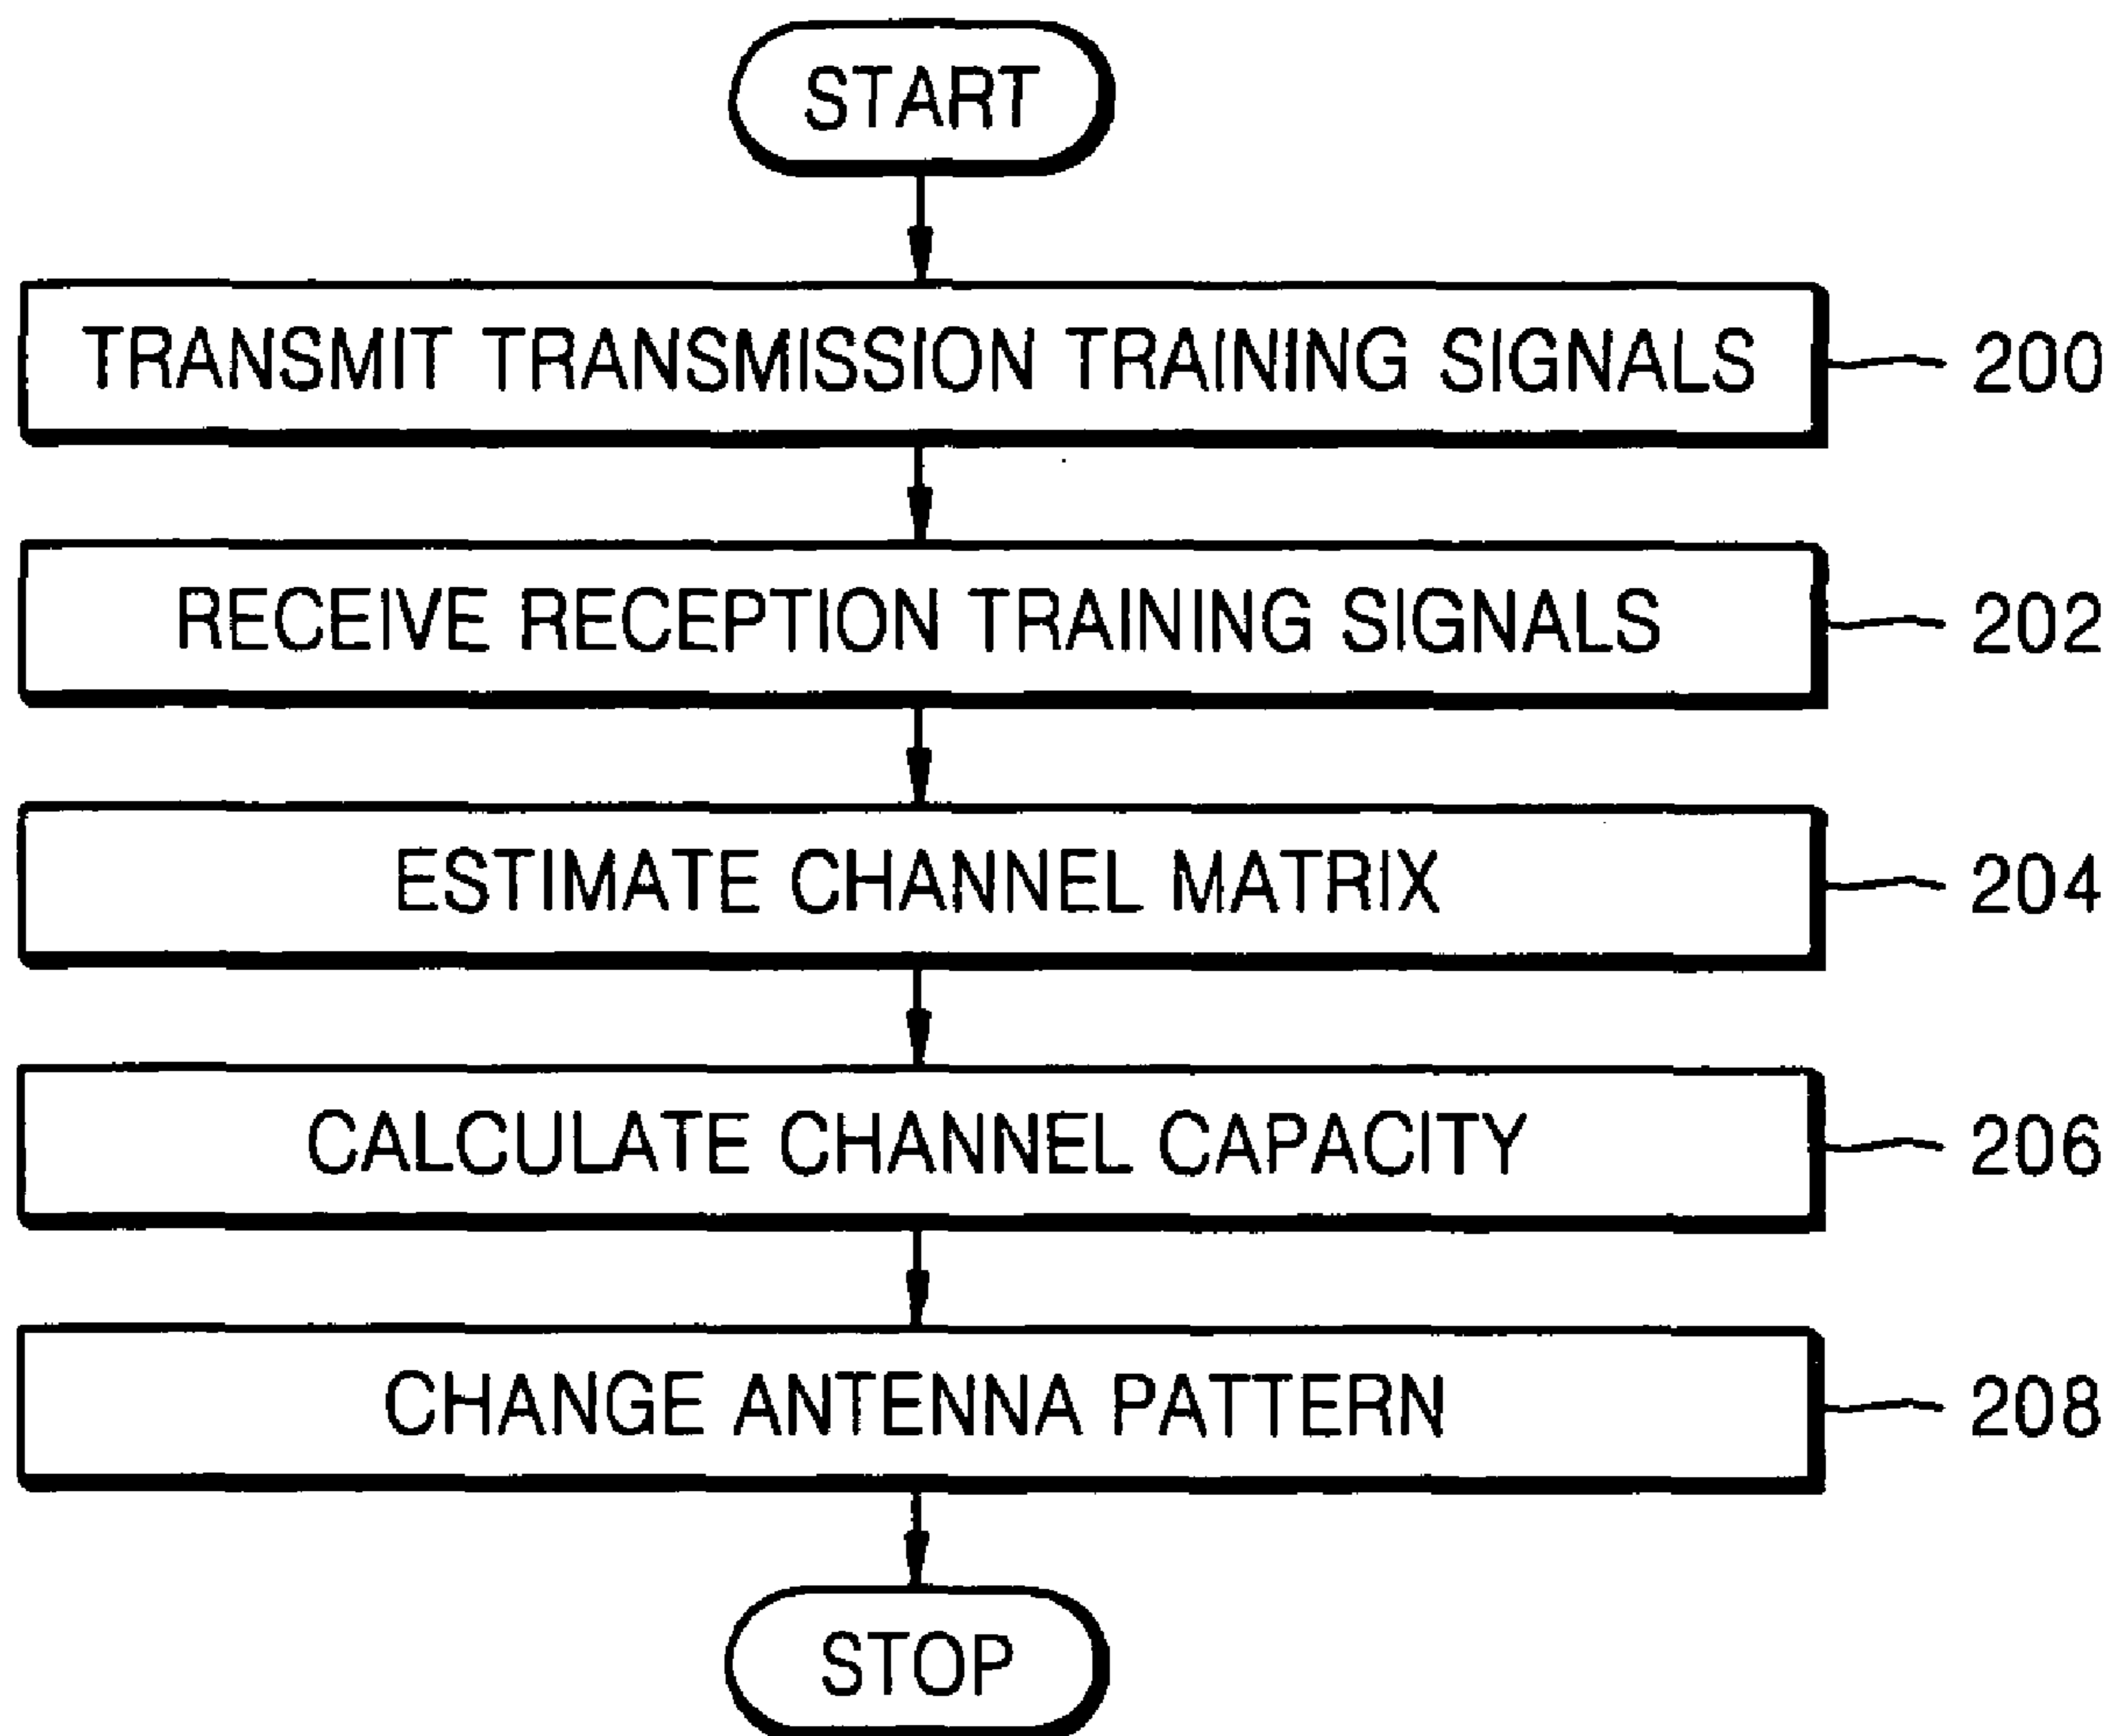 START
TRANSMIT TRANSMISSION TRAINING SIGNALS 200
RECEIVE RECEPTION TRAINING SIGNALS 202
ESTIMATE CHANNEL MATRIX 204
CALCULATE CHANNEL CAPACITY 206
CHANGE ANTENNA PATTERN 208
STOP